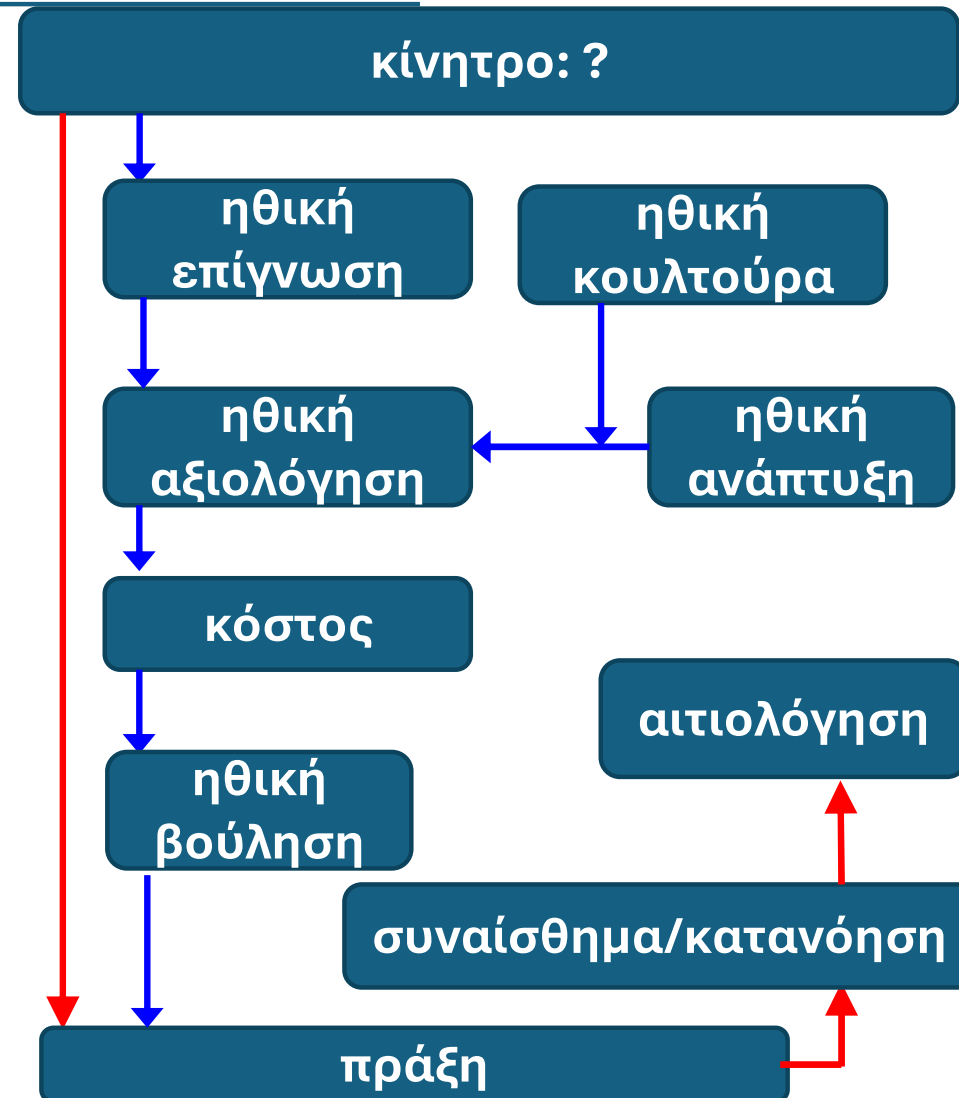 κίνητρο: ?
ηθική
επίγνωση
ηθική
κουλτούρα
ηθική
αξιολόγηση
ηθική
ανάπτυξη
κόστος
αιτιολόγηση
ηθική
βούληση
συναίσθημα/κατανόηση
πράξη